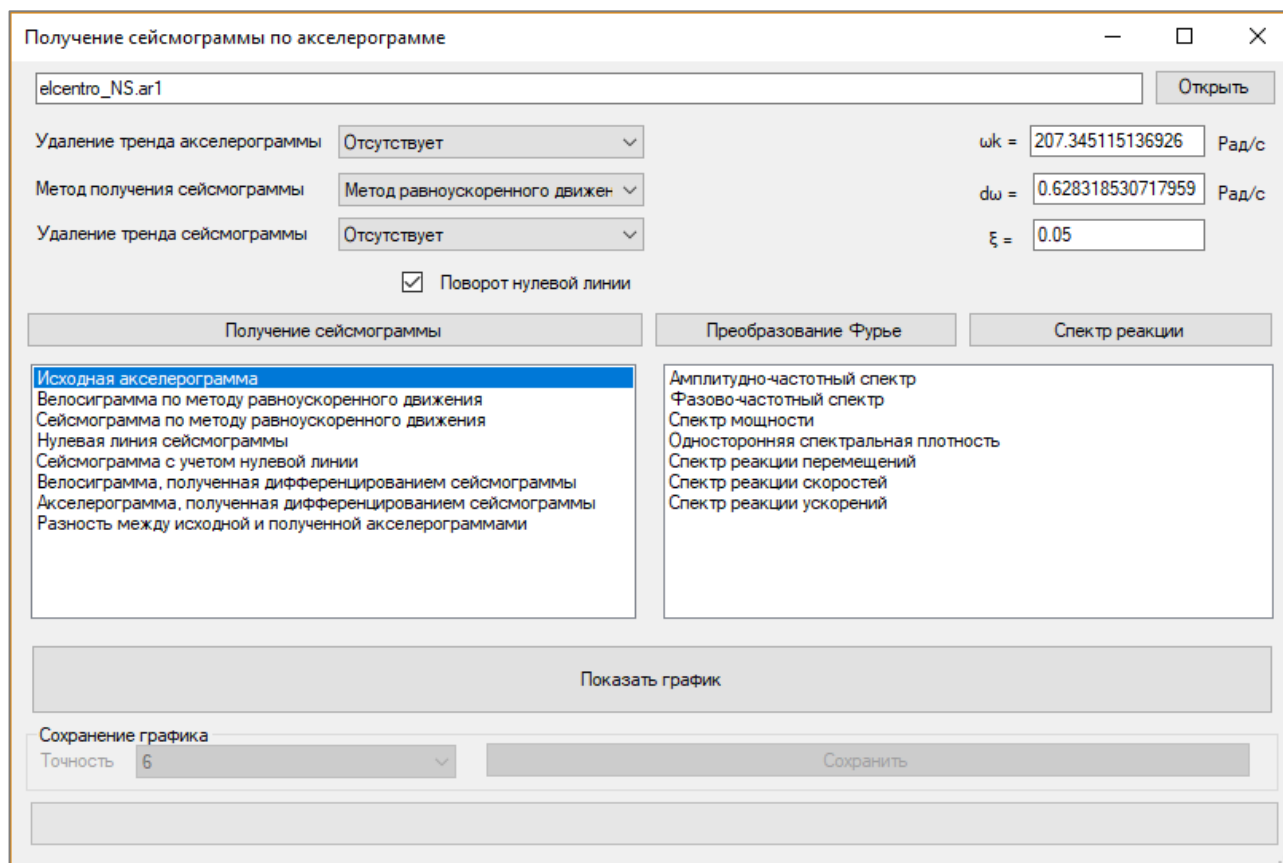 Получение сейсмограммы по акселерограмме
elcentro_NS.ar1
Открыть
Удаление тренда акселерограммы
Отсутствует
ωk =
207.345115136926
Рад/с
Метод получения сейсмограммы
Метод равноускоренного движен
dω =
0.628318530717959
Рад/с
Удаление тренда сейсмограммы
Отсутствует
ξ =
0.05
Поворот нулевой линии
Получение сейсмограммы
Преобразование Фурье
Спектр реакции
Исходная акселерограмма
Велосиграмма по методу равноускоренного движения
Сейсмограмма по методу равноускоренного движения
Нулевая линия сейсмограммы
Сейсмограмма с учетом нулевой линии
Велосиграмма, полученная дифференцированием сейсмограммы
Акселерограмма, полученная дифференцированием сейсмограммы
Разность между исходной и полученной акселерограммами
Амплитудно-частотный спектр
Фазово-частотный спектр
Спектр мощности
Односторонняя спектральная плотность
Спектр реакции перемещений
Спектр реакции скоростей
Спектр реакции ускорений
Показать график
Сохранение графика
Точность
6
Сохранить